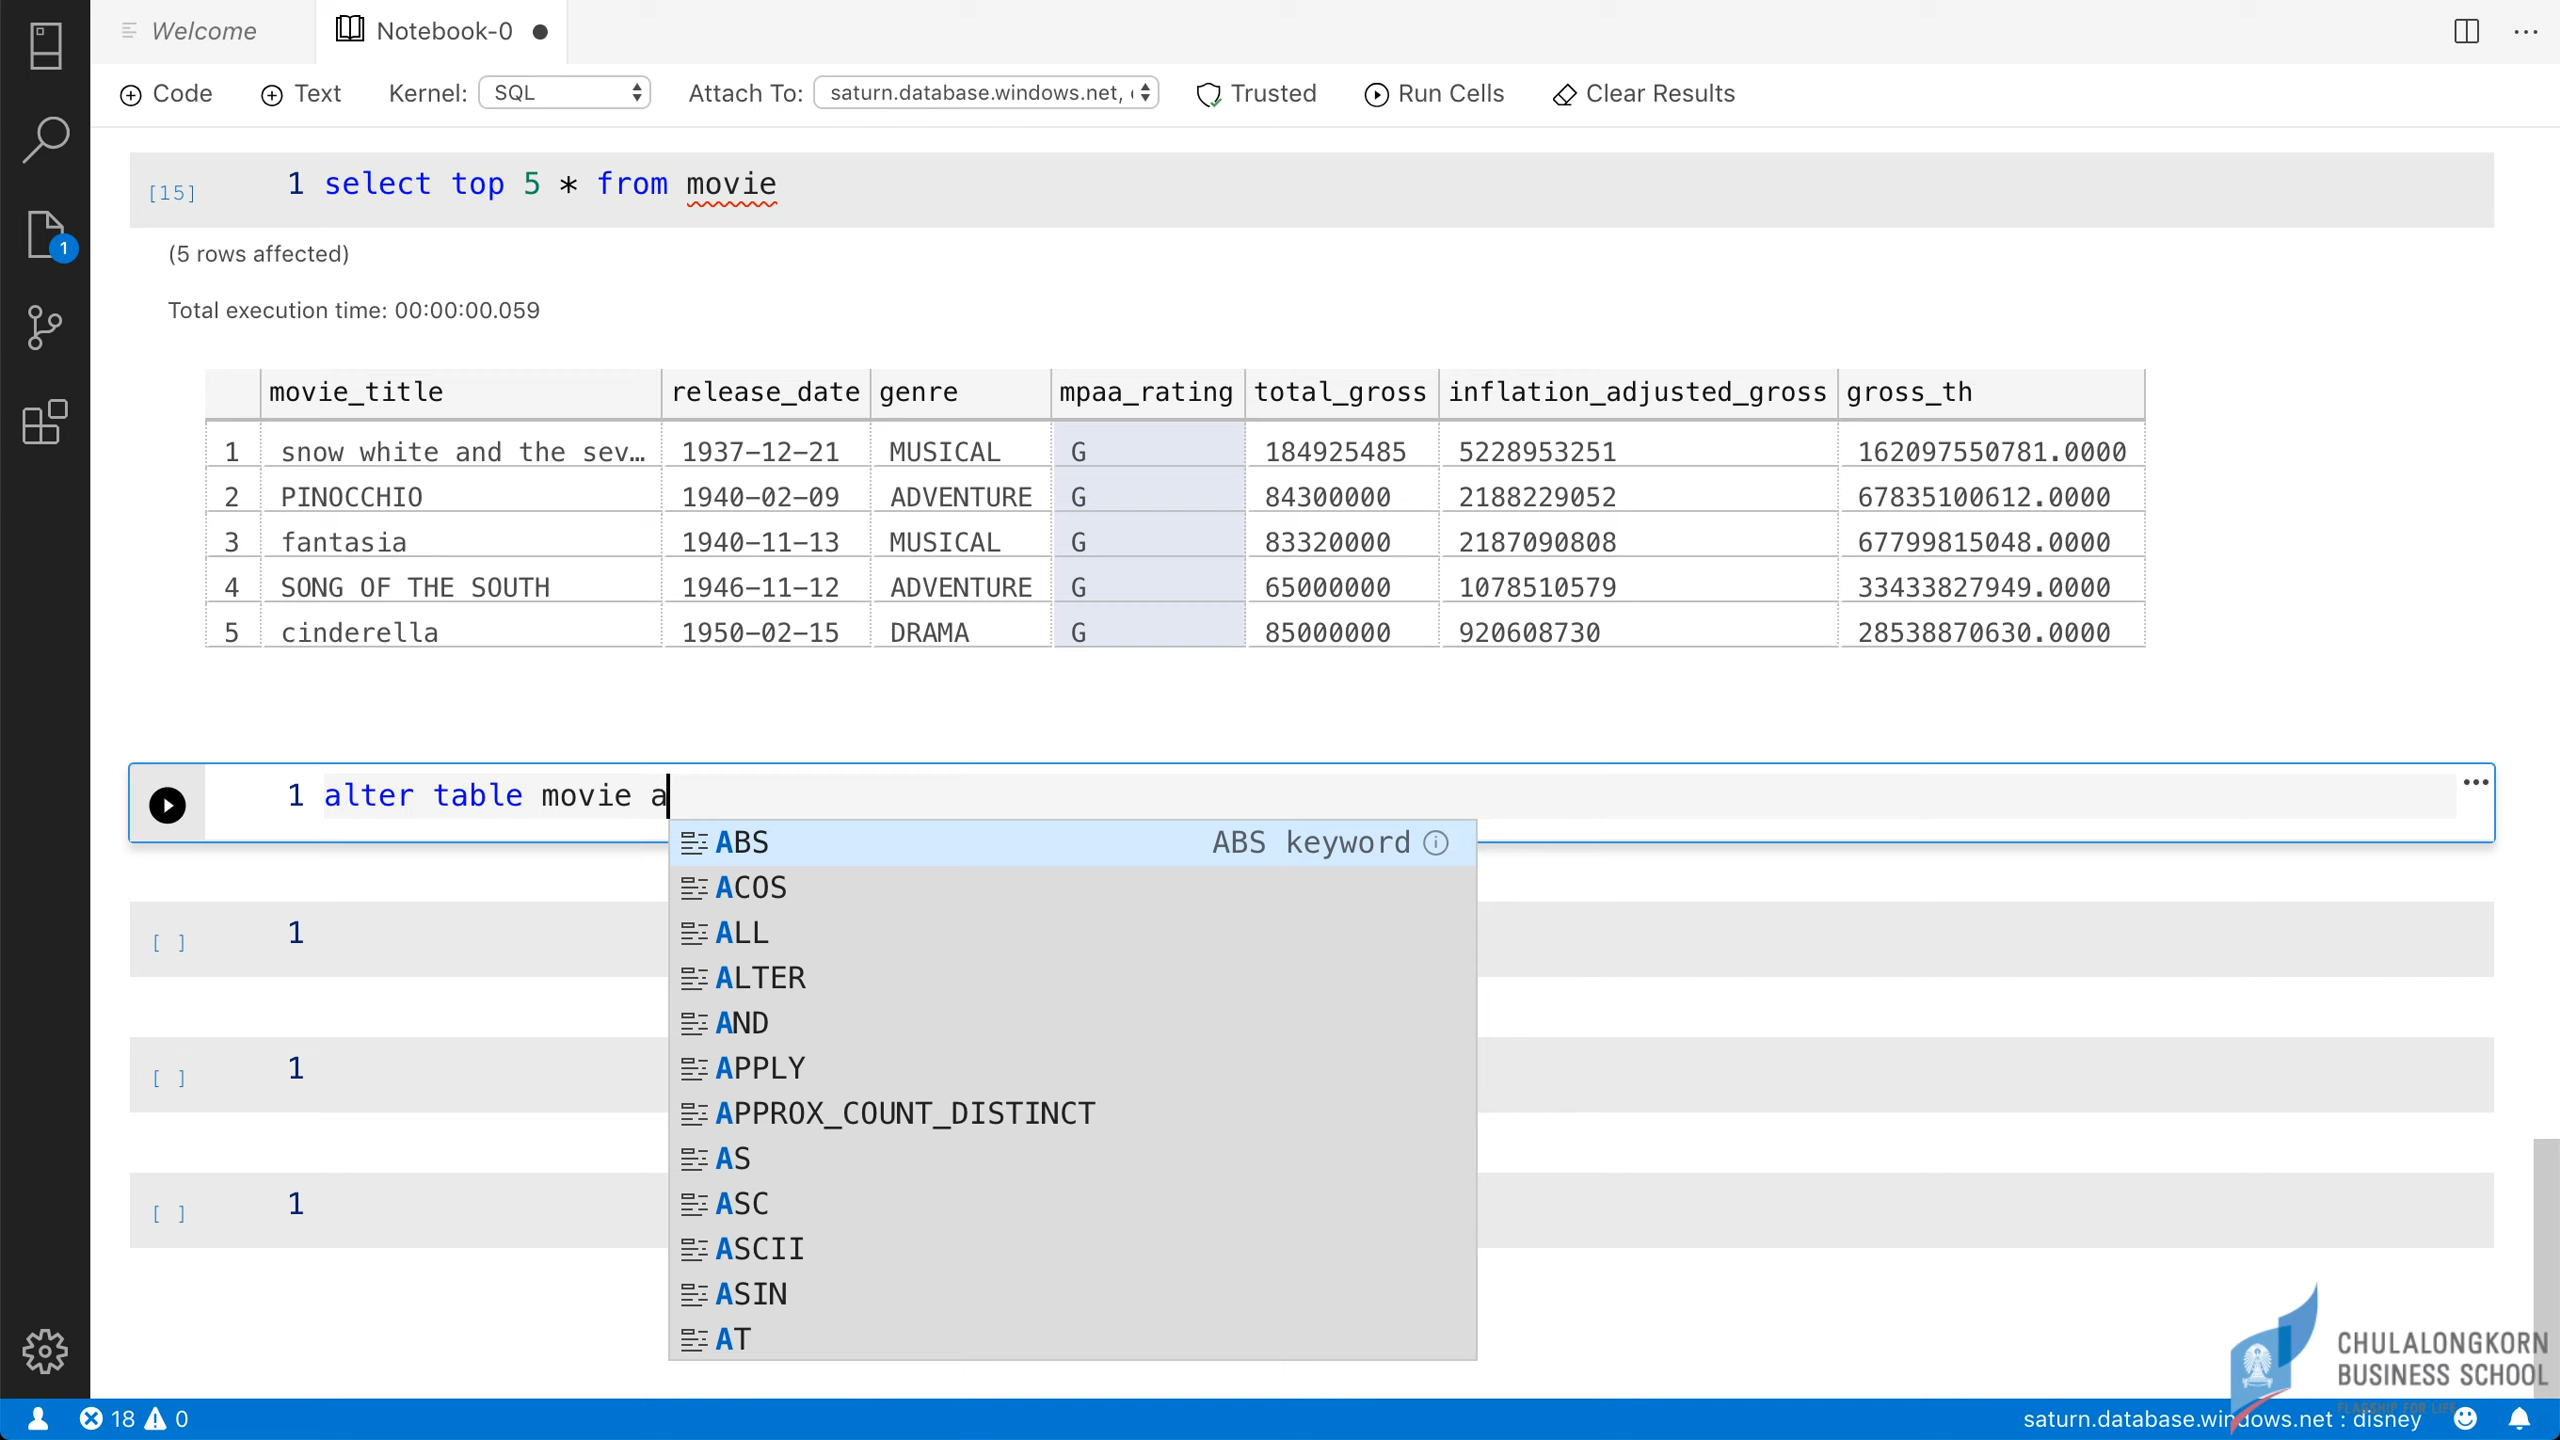 Welcome
Notebook-0
...
Code
Text
Kernel: SQL
Attach To: saturn.database.windows.net, (
Trusted
Run Cells
Clear Results
[15] 1 select top 5 * from movie
(5 rows affected)
Total execution time: 00:00:00.059
movie_title release_date genre mpaa_rating total_gross inflation_adjusted_gross gross_th
1 snow white and the sev… 1937-12-21 MUSICAL G 184925485 5228953251 162097550781.0000
2 PINOCCHIO 1940-02-09 ADVENTURE G 84300000 2188229052 67835100612.0000
3 fantasia 1940-11-13 MUSICAL G 83320000 2187090808 67799815048.0000
4 SONG OF THE SOUTH 1946-11-12 ADVENTURE G 65000000 1078510579 33433827949.0000
5 cinderella 1950-02-15 DRAMA G 85000000 920608730 28538870630.0000
1 alter table movie a
ABS ABS keyword
ACOS
ALL
ALTER
AND
APPLY
APPROX_COUNT_DISTINCT
AS
ASC
ASCII
ASIN
AT
[ ] 1
[ ] 1
[ ] 1
1
CHULALONGKORN
BUSINESS SCHOOL
FLAGSHIP FOR LIFE
18 0
saturn.database.windows.net : disney